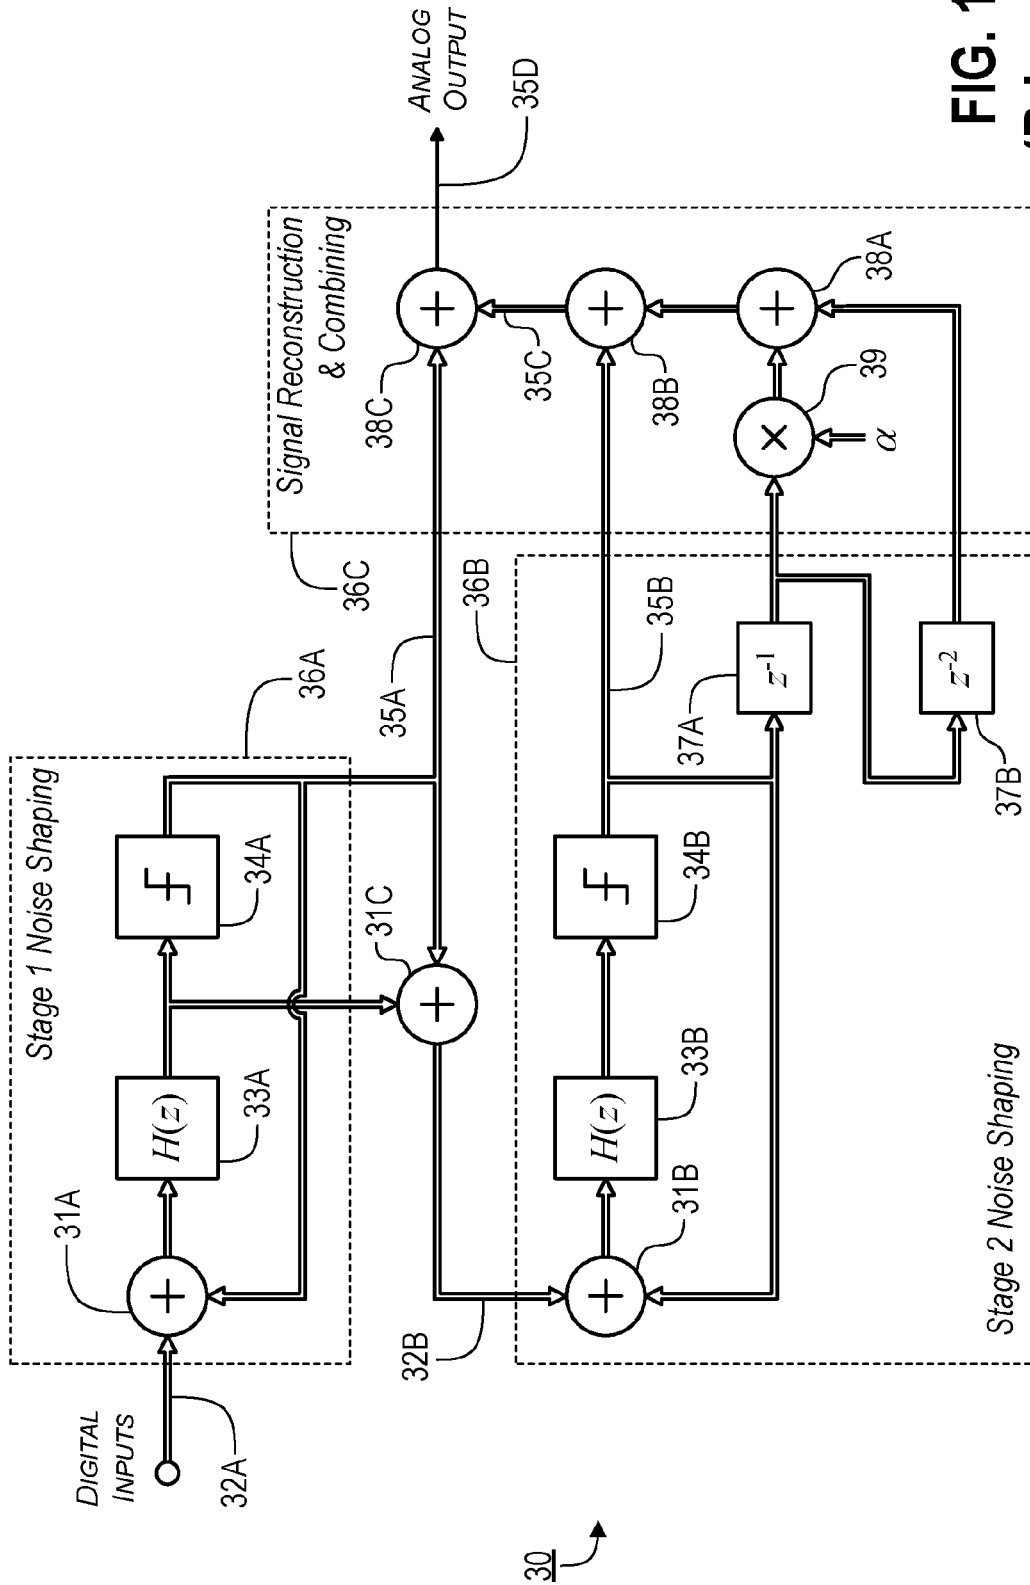 30
DIGITAL
INPUTS
32A
31A
Stage 1 Noise Shaping
H(z)
33A
34A
36A
31C
32B
35A
36C
Signal Reconstruction
& Combining
38C
35C
ANALOG
OUTPUT
35D
36B
31B
H(z)
33B
34B
35B
38B
37A
z-1
39
α
38A
37B
z-2
Stage 2 Noise Shaping
FIG. 1